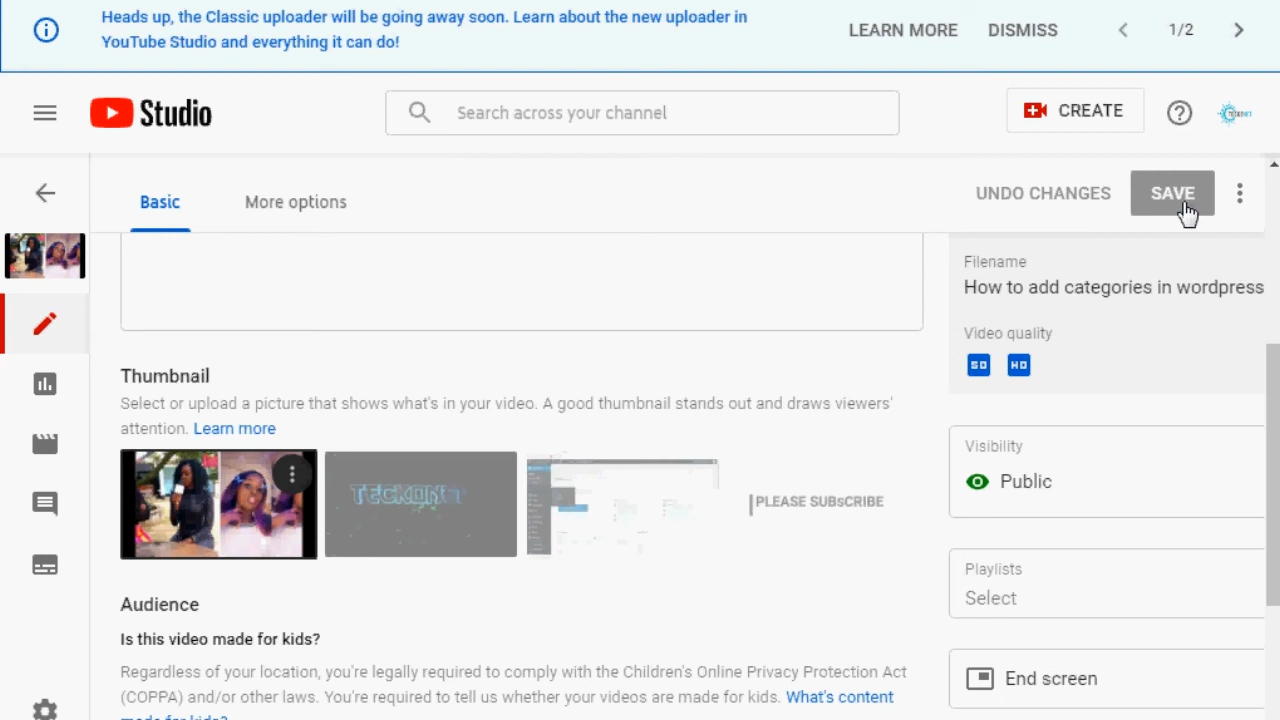 Heads up, the Classic uploader will be going away soon. Learn about the new uploader in
YouTube Studio and everything it can do!
LEARN MORE
DISMISS
1/2
Studio
Search across your channel
CREATE
Basic
More options
UNDO CHANGES
SAVE
Filename
How to add categories in wordpress
Video quality
SD
HD
Thumbnail
Select or upload a picture that shows what's in your video. A good thumbnail stands out and draws viewers'
attention. Learn more
TECKONET
PLEASE SUBSCRIBE
Visibility
Public
Playlists
Select
Audience
Is this video made for kids?
Regardless of your location, you're legally required to comply with the Children's Online Privacy Protection Act
(COPPA) and/or other laws. You're required to tell us whether your videos are made for kids. What's content
made for kids?
End screen